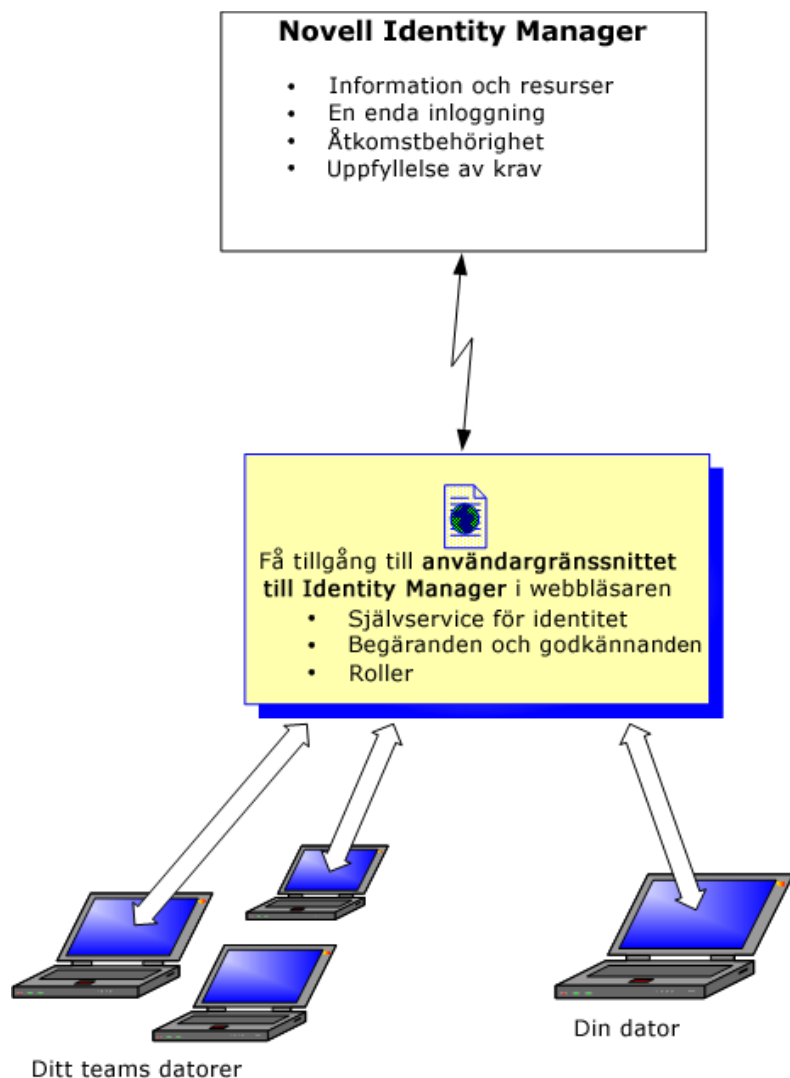 Novell Identity Manager
• Information och resurser
• En enda inloggning
• Åtkomstbehörighet
• Uppfyllelse av krav
Få tillgång till användargränssnittet
till Identity Manager i webbläsaren
• Självservice för identitet
• Begäranden och godkännanden
• Roller
Din dator
Ditt teams datorer